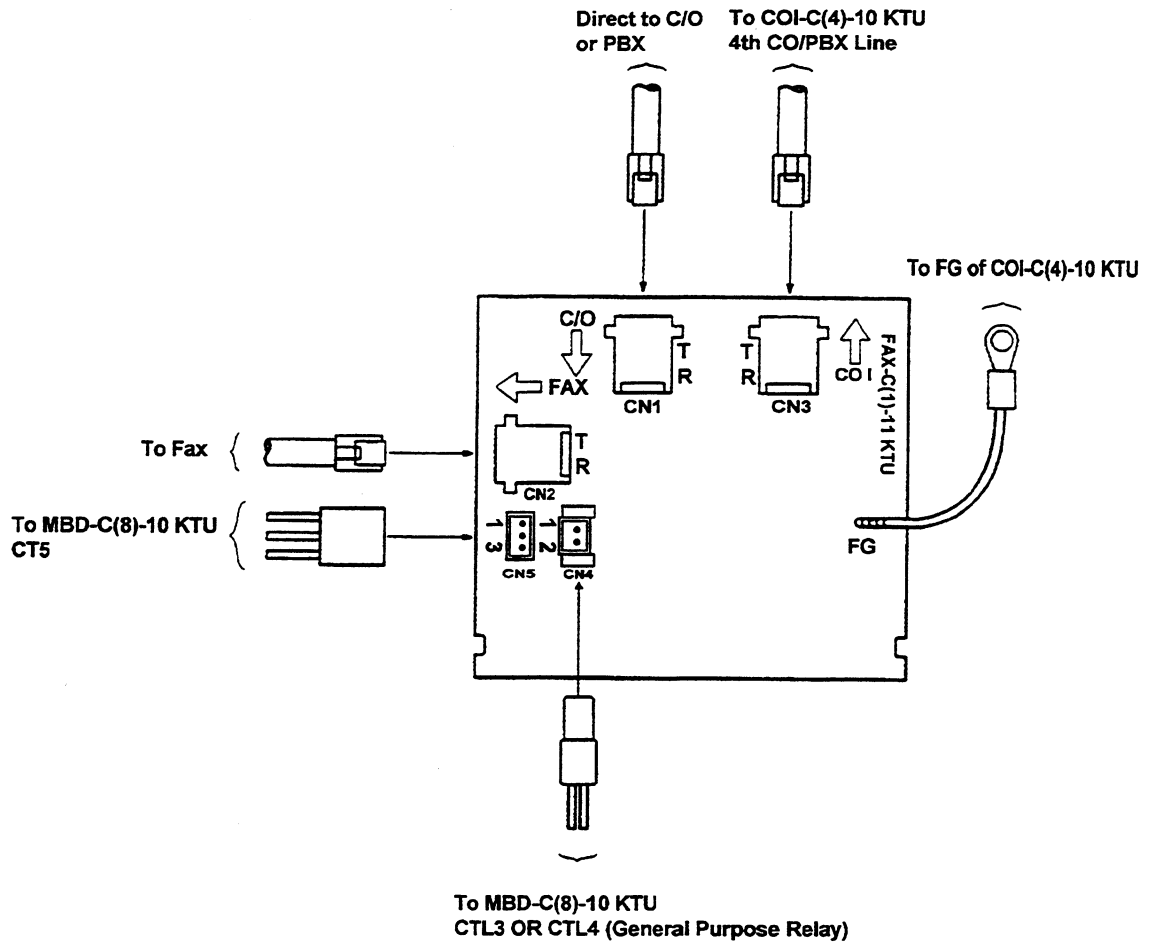 Direct to C/O
or PBX
To COI-C(4)-10 KTU
4th CO/PBX Line
To FG of COI-C(4)-10 KTU
C/O
T
R
CN1
T
R
CN3
COI
FAX-C(1)-11 KTU
FAX
To Fax
T
R
CN2
To MBD-C(8)-10 KTU
CT5
1
3
CN5
1
2
CN4
FG
To MBD-C(8)-10 KTU
CTL3 OR CTL4 (General Purpose Relay)